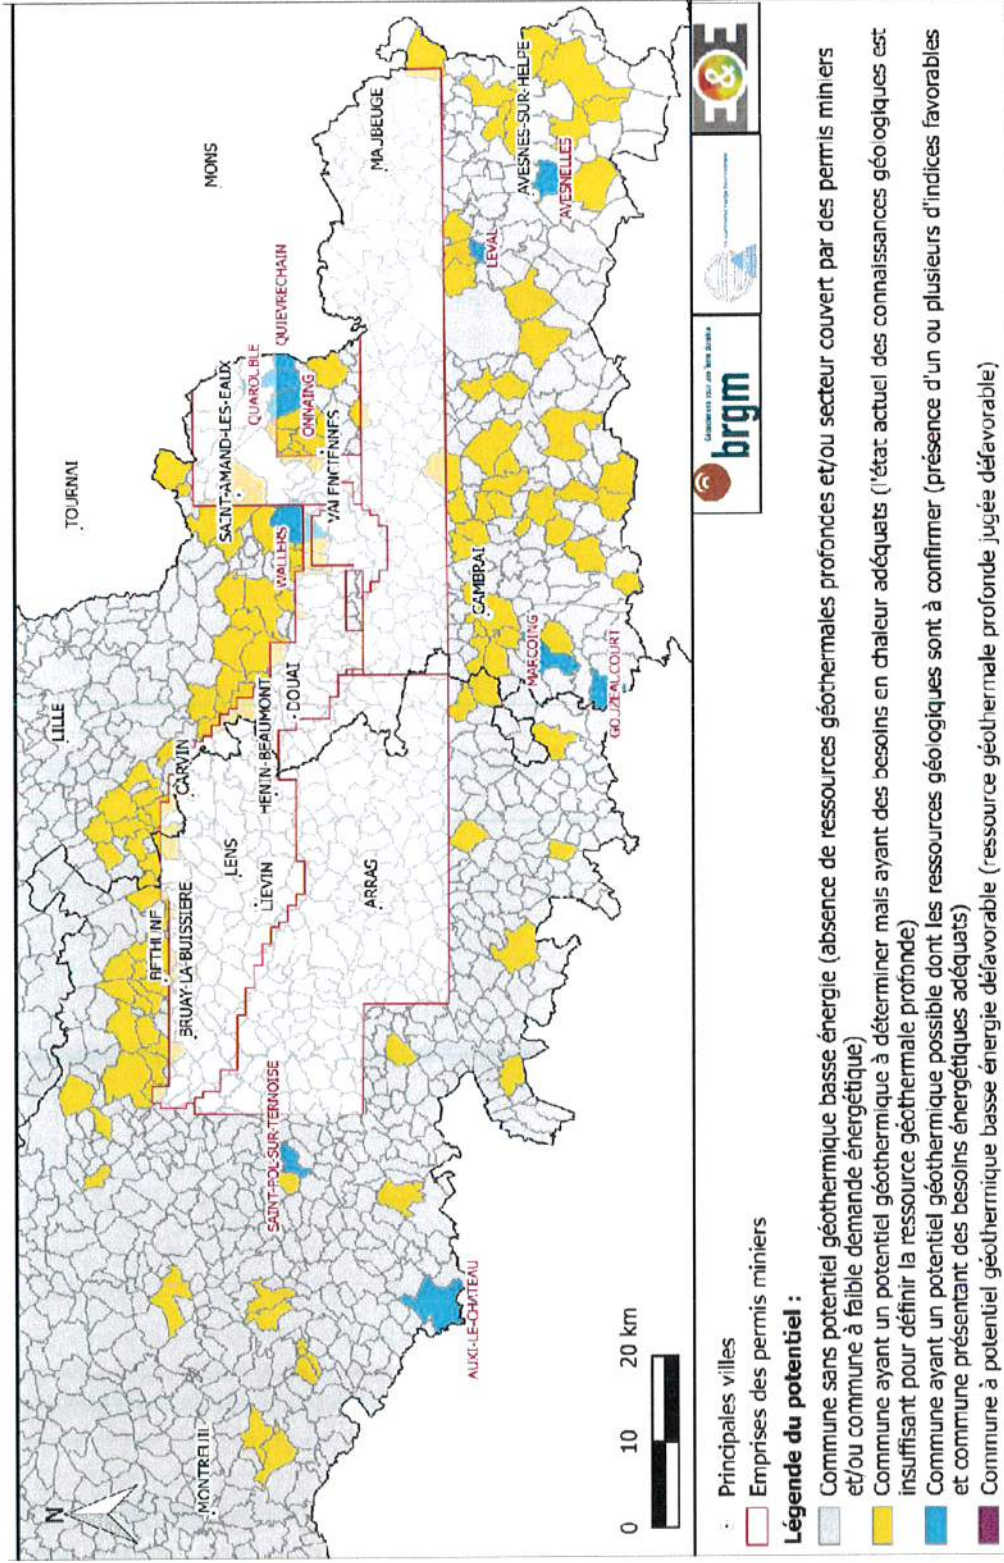 N
TOURNAI
LILLE
MONS
MONTREUIL
BETHUNE
BRUAY-LA-BUISSIERE
CARVIN
LENS
LIEVIN
HENIN-BEAUMONT
DOUAI
ARRAS
SAINT-AMAND-LES-EAUX
WALLERS
VALENCIENNES
QUAROUBLE
ONNAING
QUIEVRECHAIN
MAUBEUGE
SAINT-POL-SUR-TERNOISE
AUXI-LE-CHATEAU
CAMBRAI
MARCOING
GOUZEAUCOURT
LEVAL
AVESNES-SUR-HELPE
AVESNELLES
0 10 20 km
Principales villes
Emprises des permis miniers
Légende du potentiel :
Commune sans potentiel géothermique basse énergie (absence de ressources géothermales profondes et/ou secteur couvert par des permis miniers
et/ou commune à faible demande énergétique)
Commune ayant un potentiel géothermique à déterminer mais ayant des besoins en chaleur adéquats (l'état actuel des connaissances géologiques est
insuffisant pour définir la ressource géothermale profonde)
Commune ayant un potentiel géothermique possible dont les ressources géologiques sont à confirmer (présence d'un ou plusieurs d'indices favorables
et commune présentant des besoins énergétiques adéquats)
Commune à potentiel géothermique basse énergie défavorable (ressource géothermale profonde jugée défavorable)
Géosciences pour une Terre durable
brgm
E&E